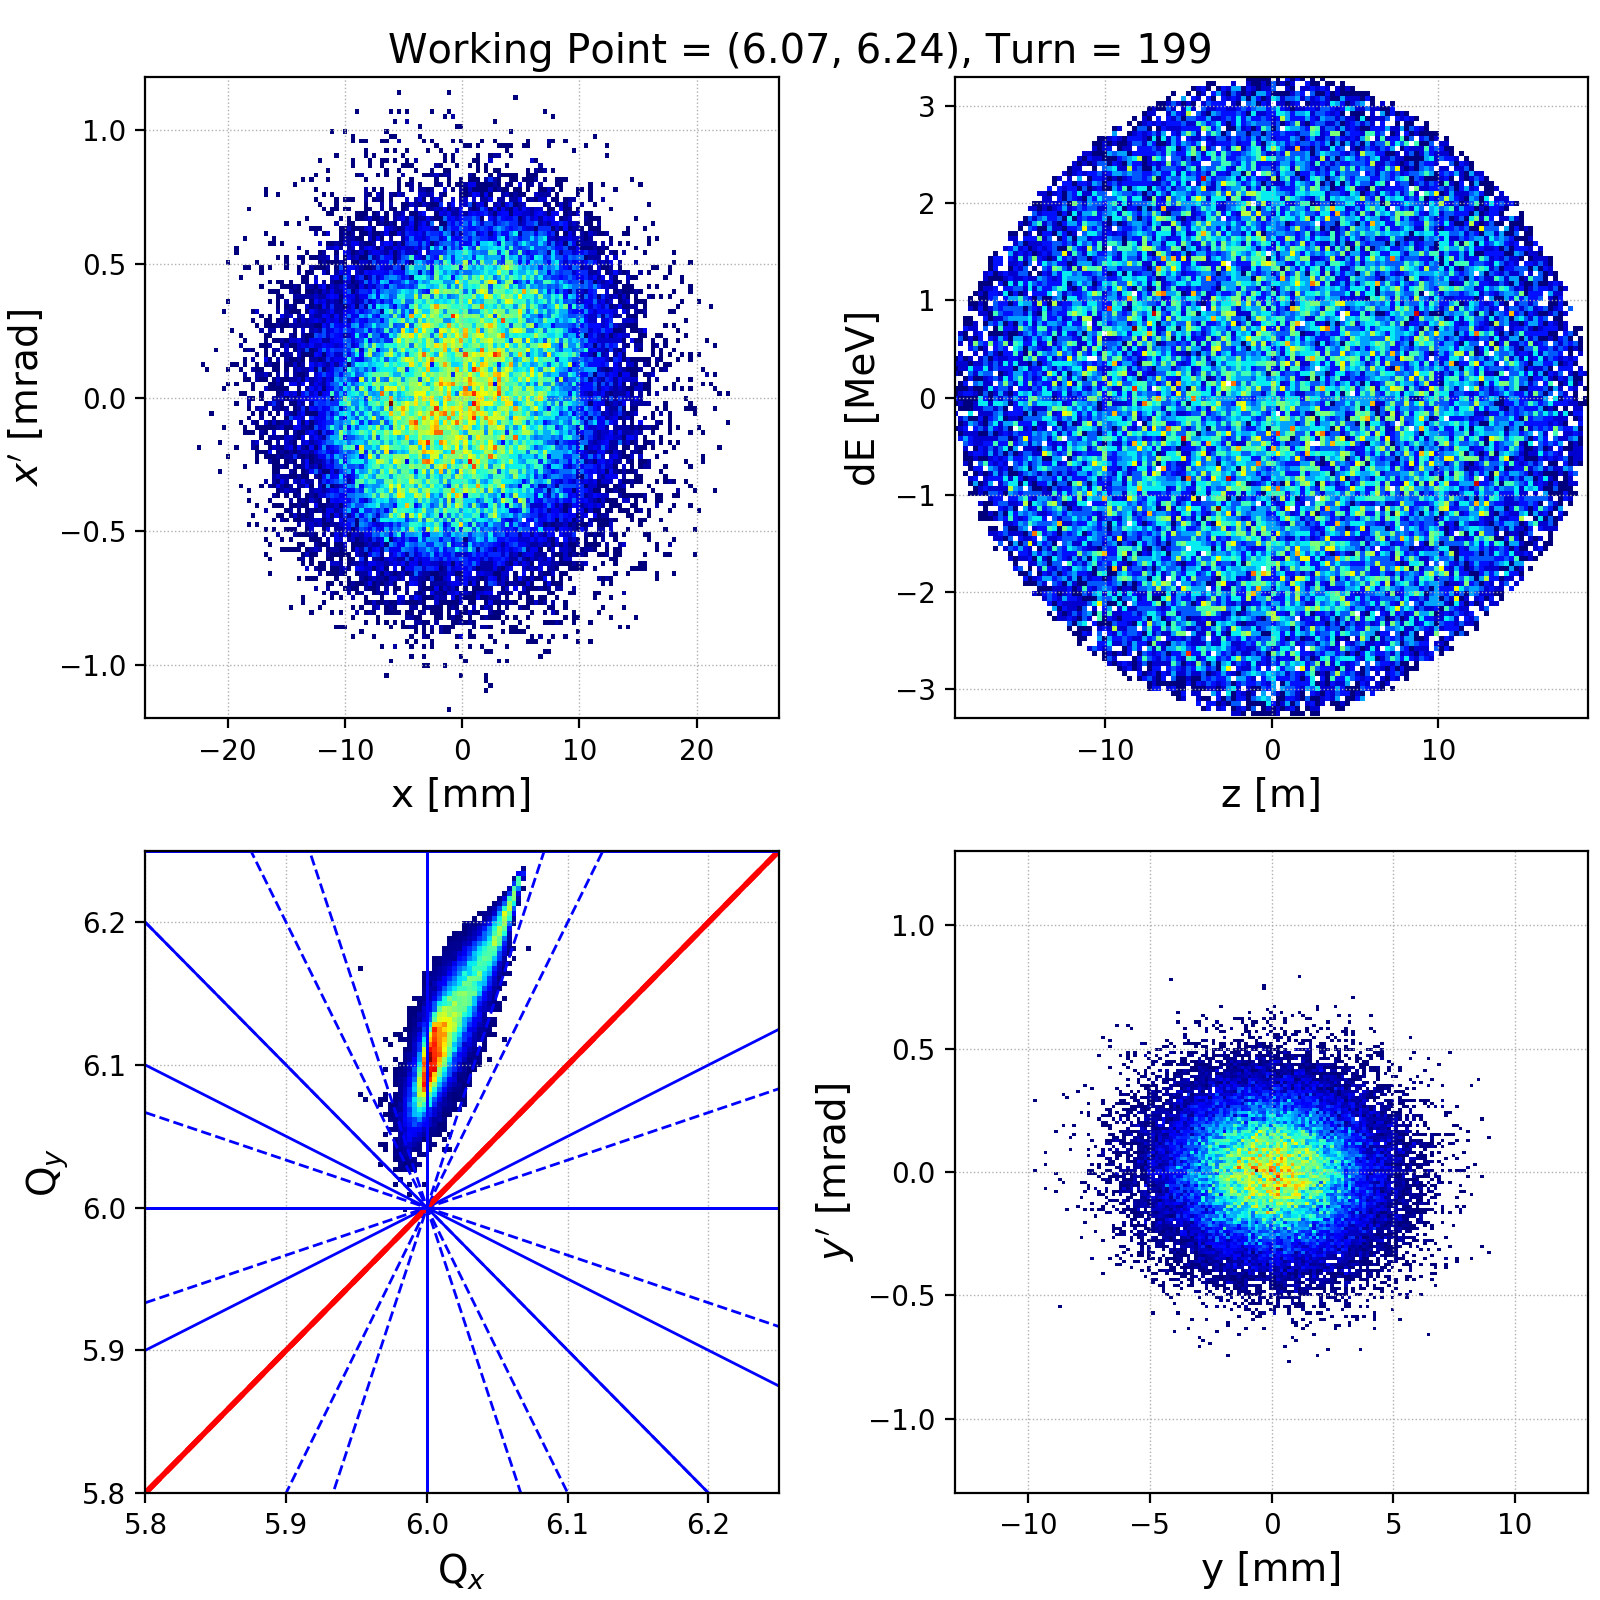 Working Point = (6.07, 6.24), Turn = 199
1.0
0.5
0.0
−0.5
−1.0
x′ [mrad]
−20 −10 0 10 20
x [mm]
3
2
1
0
−1
−2
−3
dE [MeV]
−10 0 10
z [m]
6.2
6.1
6.0
5.9
5.8
Qy
5.8 5.9 6.0 6.1 6.2
Qx
1.0
0.5
0.0
−0.5
−1.0
y′ [mrad]
−10 −5 0 5 10
y [mm]